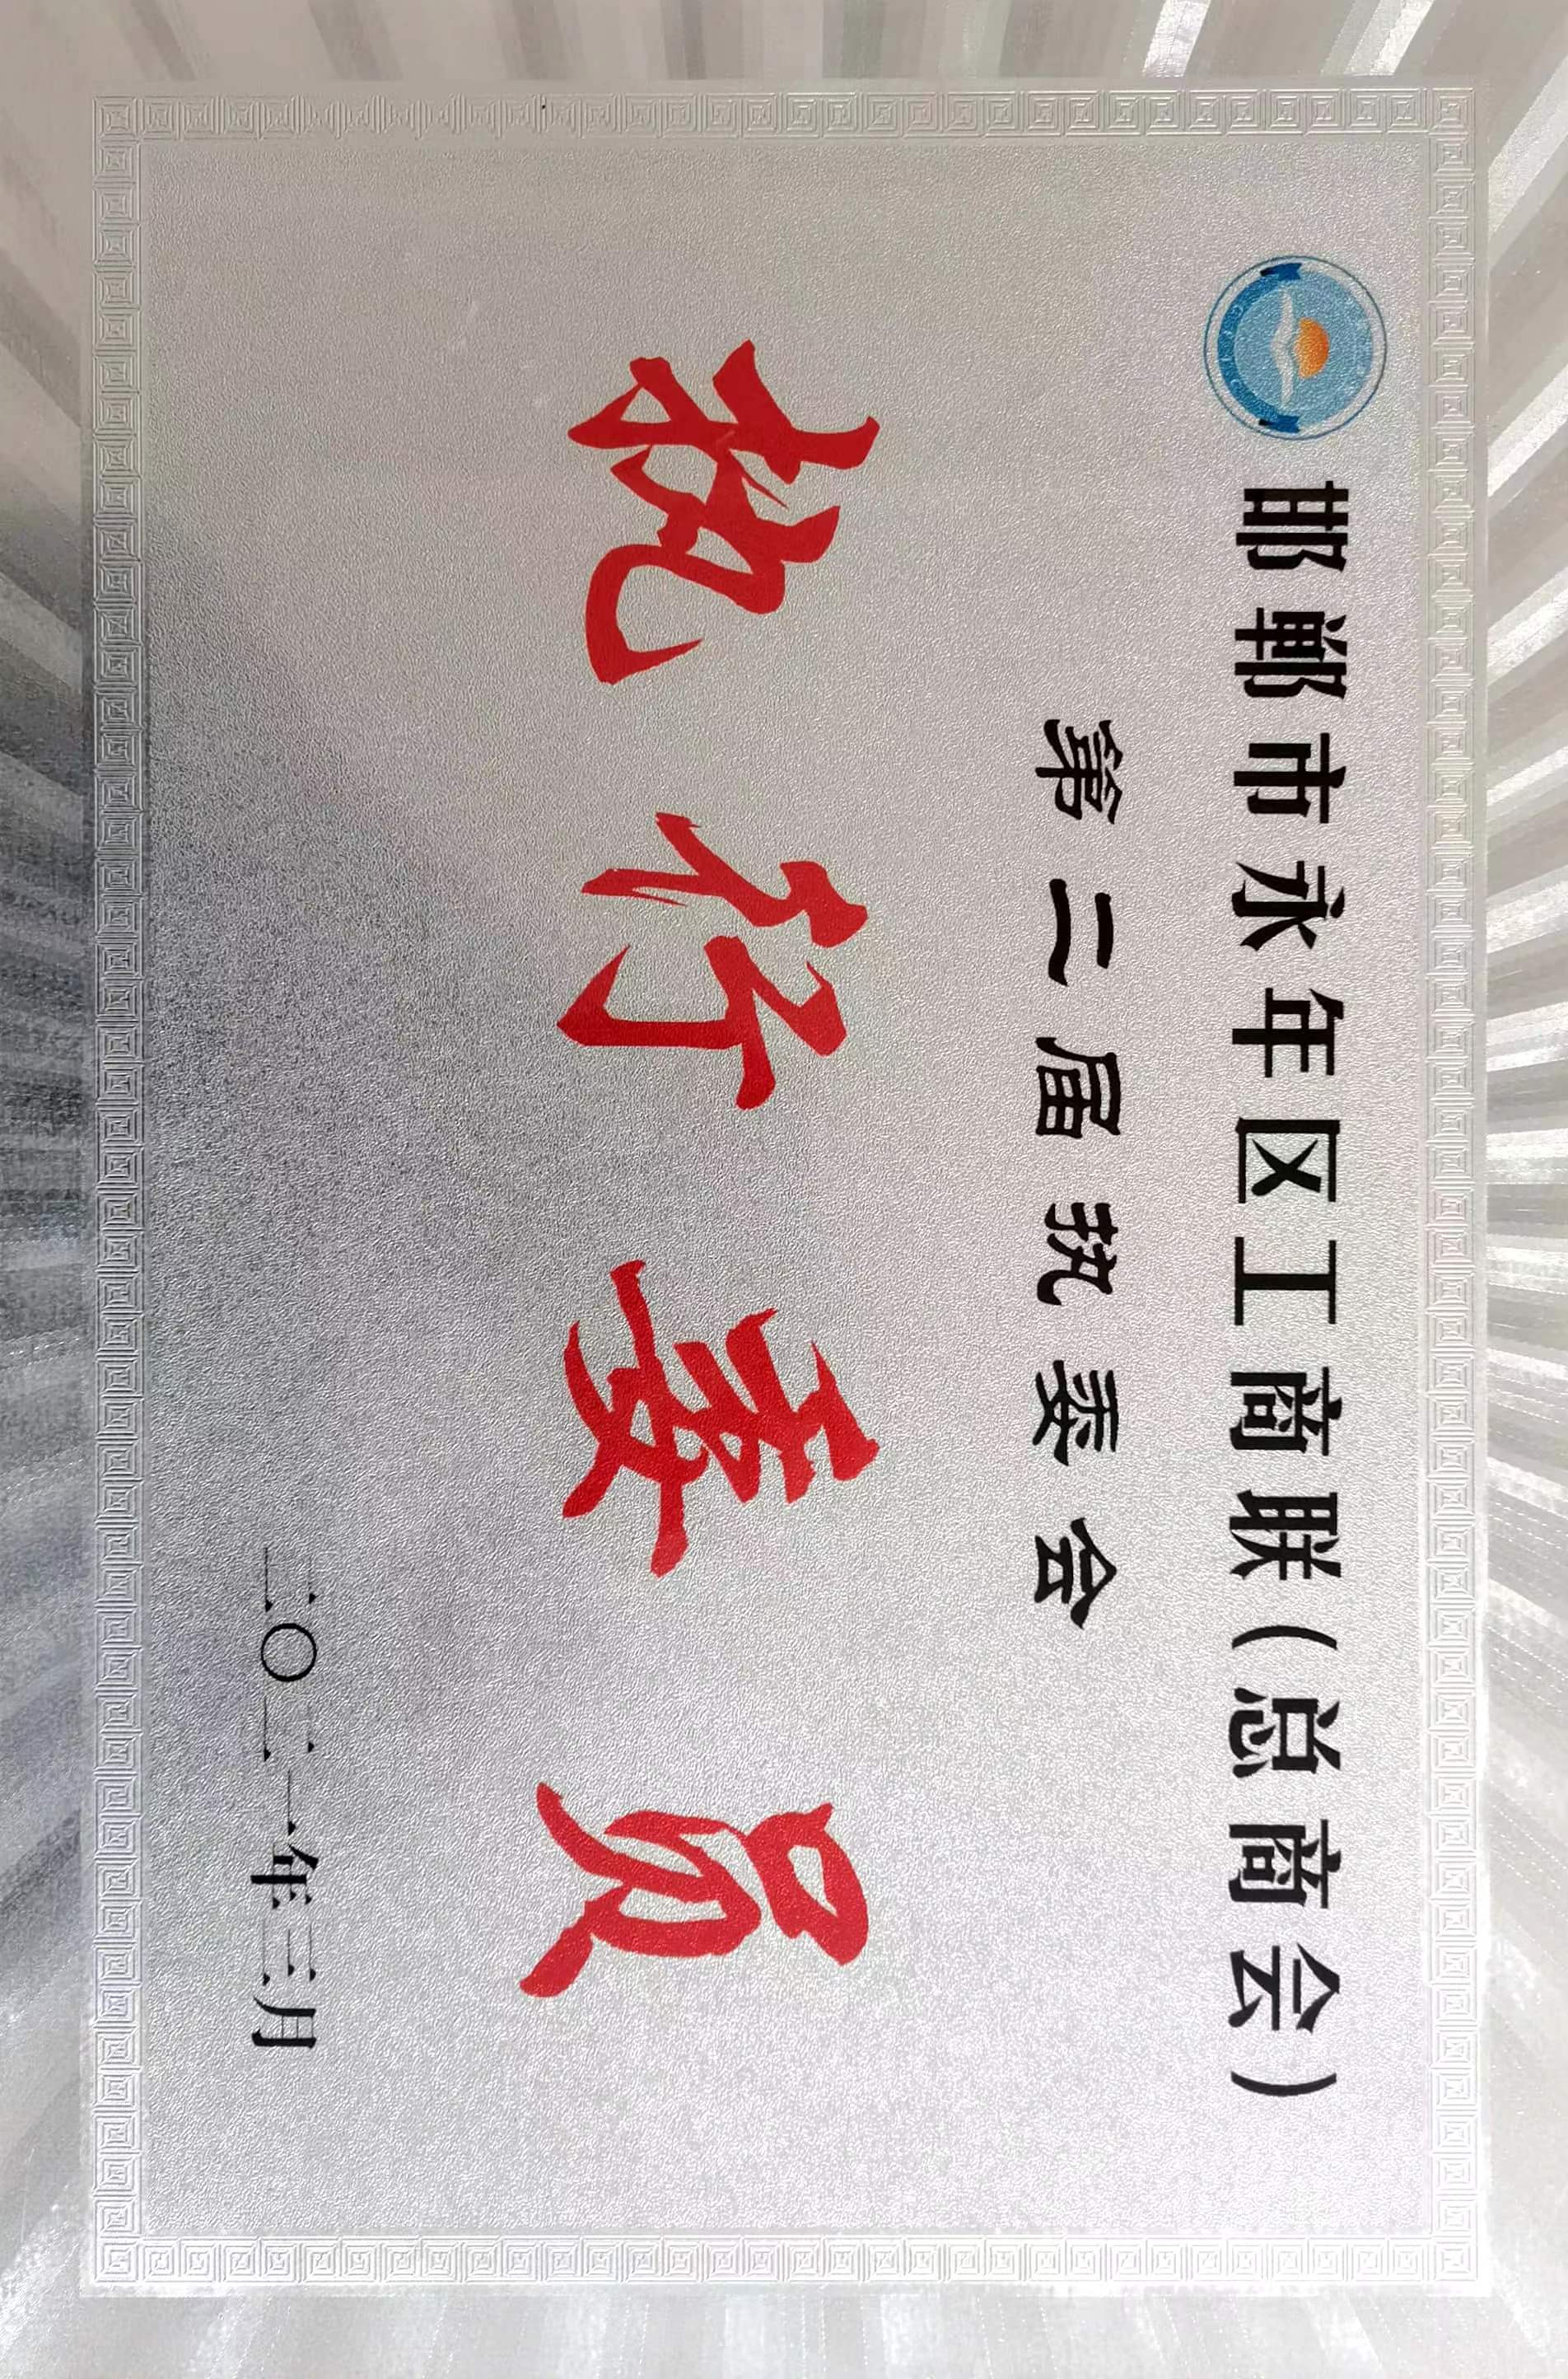 邯郸市永年区工商联(总商会)
第二届执委会
执行委员
二〇二一年三月